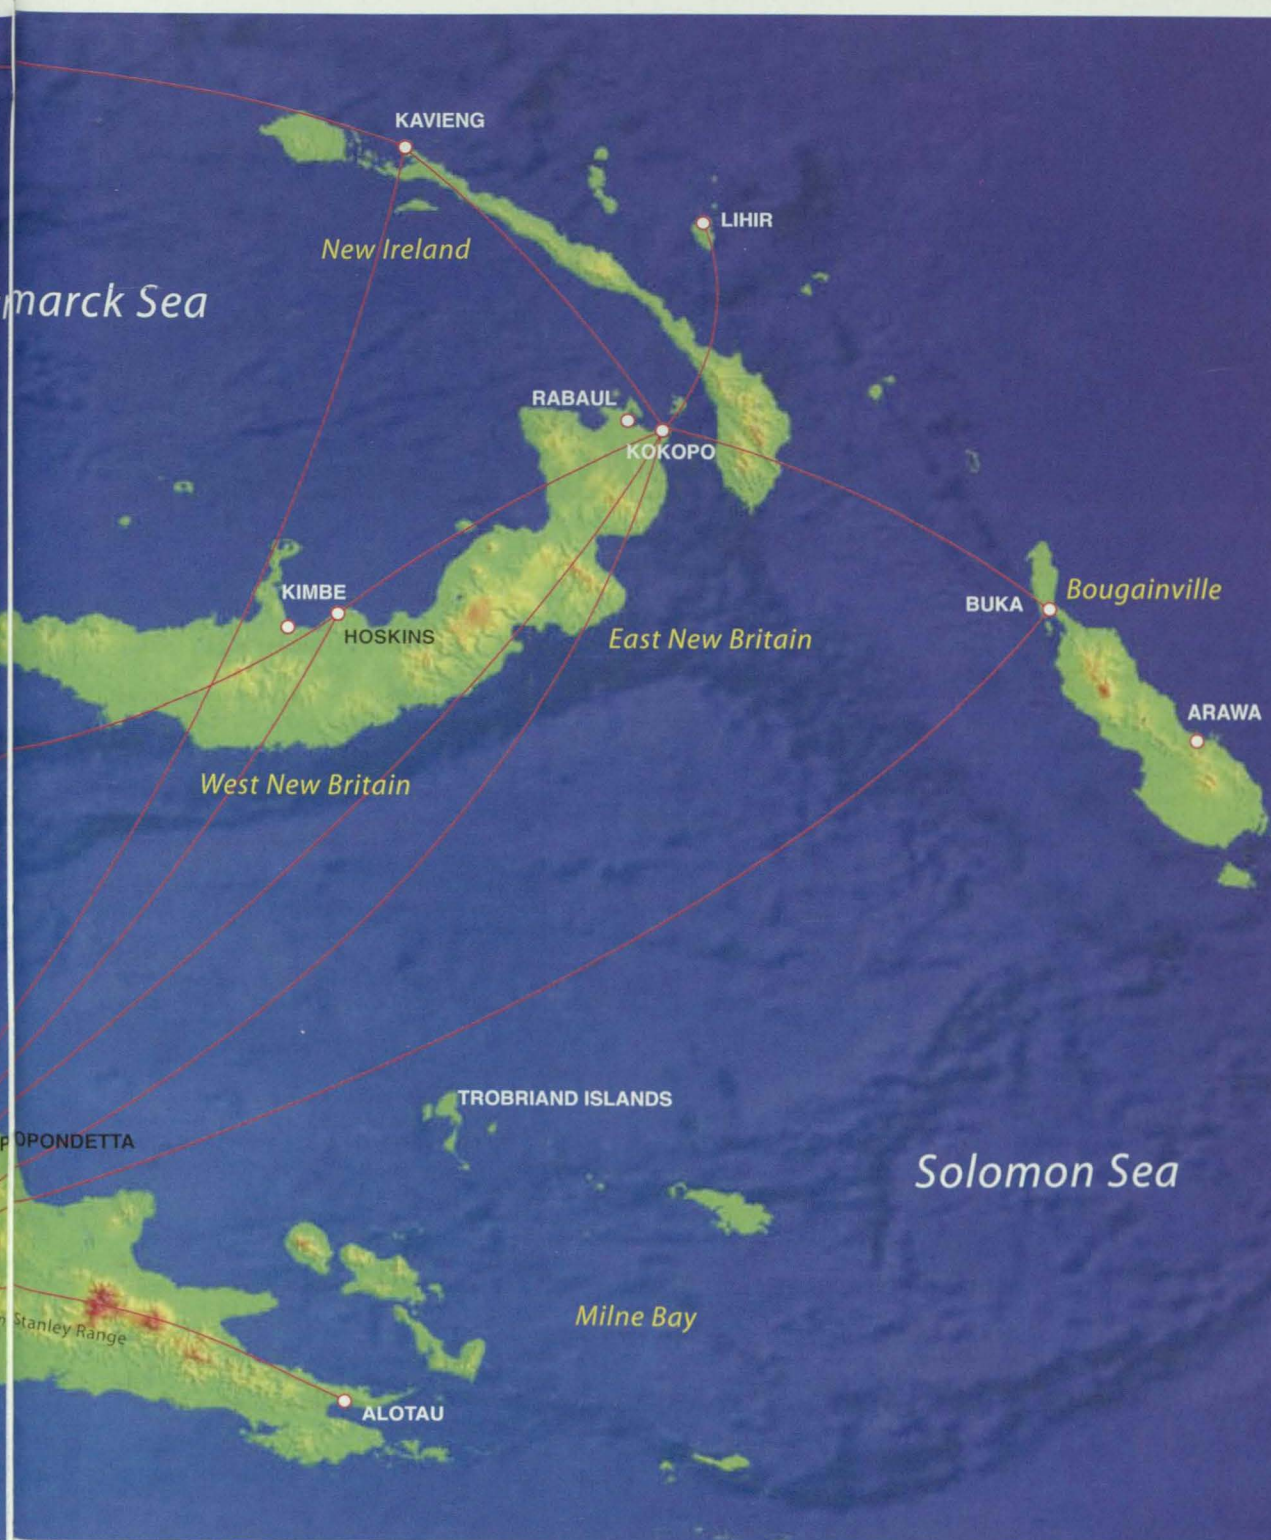 KAVIENG
LIHIR
New Ireland
marck Sea
RABAUL
KOKOPO
KIMBE
HOSKINS
BUKA
Bougainville
East New Britain
ARAWA
West New Britain
TROBRIAND ISLANDS
POPONDETTA
Solomon Sea
Milne Bay
Stanley Range
ALOTAU